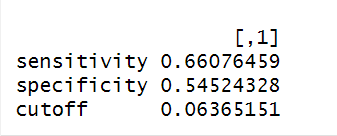 [,1]
sensitivity 0.66076459
specificity 0.54524328
cutoff 0.06365151